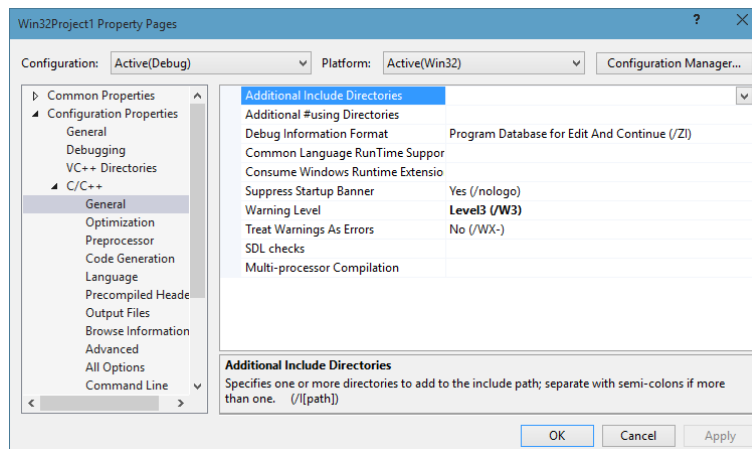 Win32Project1 Property Pages
?
Configuration: Active(Debug) Platform: Active(Win32) Configuration Manager...
Common Properties
Configuration Properties
General
Debugging
VC++ Directories
C/C++
General
Optimization
Preprocessor
Code Generation
Language
Precompiled Heade
Output Files
Browse Information
Advanced
All Options
Command Line
Additional Include Directories
Additional #using Directories
Debug Information Format Program Database for Edit And Continue (/ZI)
Common Language RunTime Suppor
Consume Windows Runtime Extensio
Suppress Startup Banner Yes (/nologo)
Warning Level Level3 (/W3)
Treat Warnings As Errors No (/WX-)
SDL checks
Multi-processor Compilation
Additional Include Directories
Specifies one or more directories to add to the include path; separate with semi-colons if more
than one. (/I[path])
OK Cancel Apply